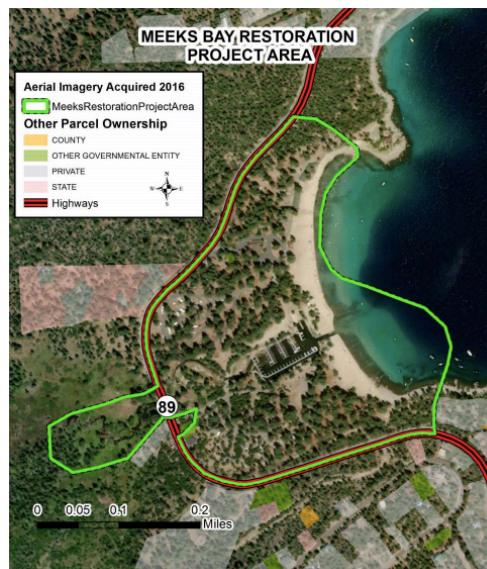 MEEKS BAY RESTORATION
PROJECT AREA
Aerial Imagery Acquired 2016
MeeksRestorationProjectArea
Other Parcel Ownership
COUNTY
OTHER GOVERNMENTAL ENTITY
PRIVATE
STATE
Highways
N
W E
S
89
0 0.05 0.1 0.2
Miles